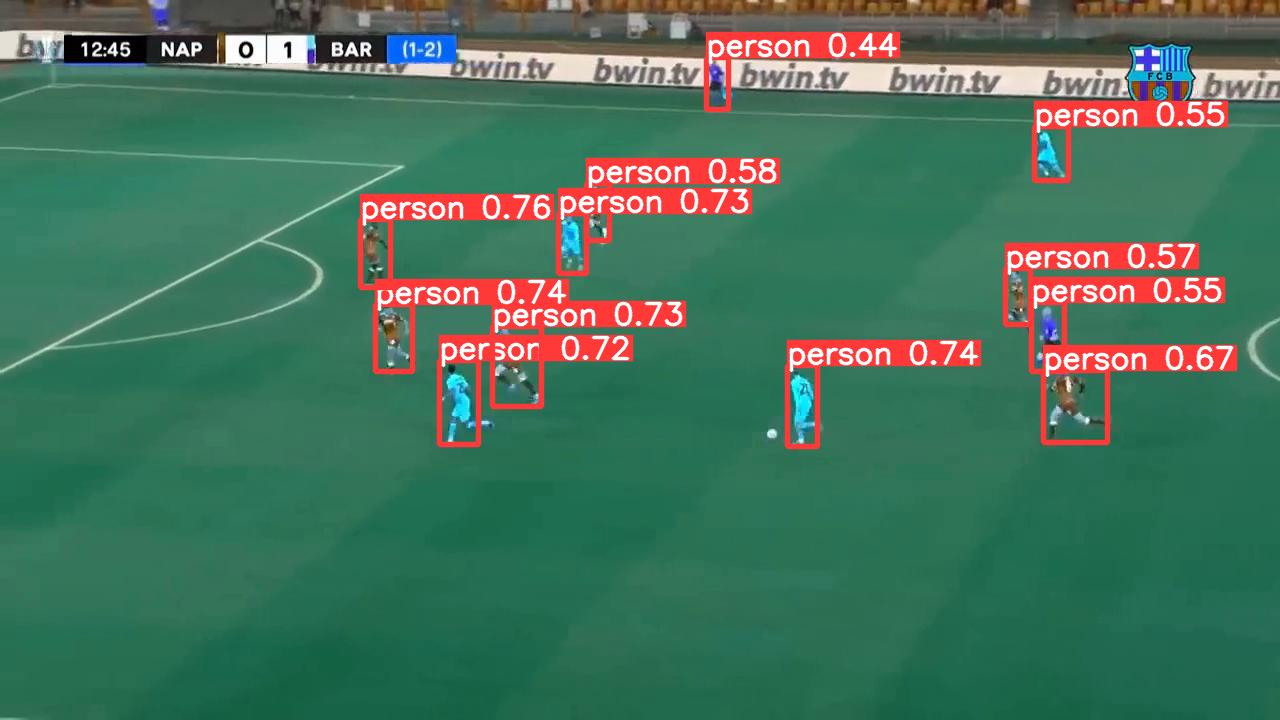 12:45 NAP 0 1 BAR (1-2)
bwin.tv bwin.tv bwin.tv bwin.tv bwin. bwin
FCB
person 0.44
person 0.55
person 0.58
person 0.73
person 0.76
person 0.57
person 0.74
person 0.55
person 0.73
person 0.72
person 0.74
person 0.67